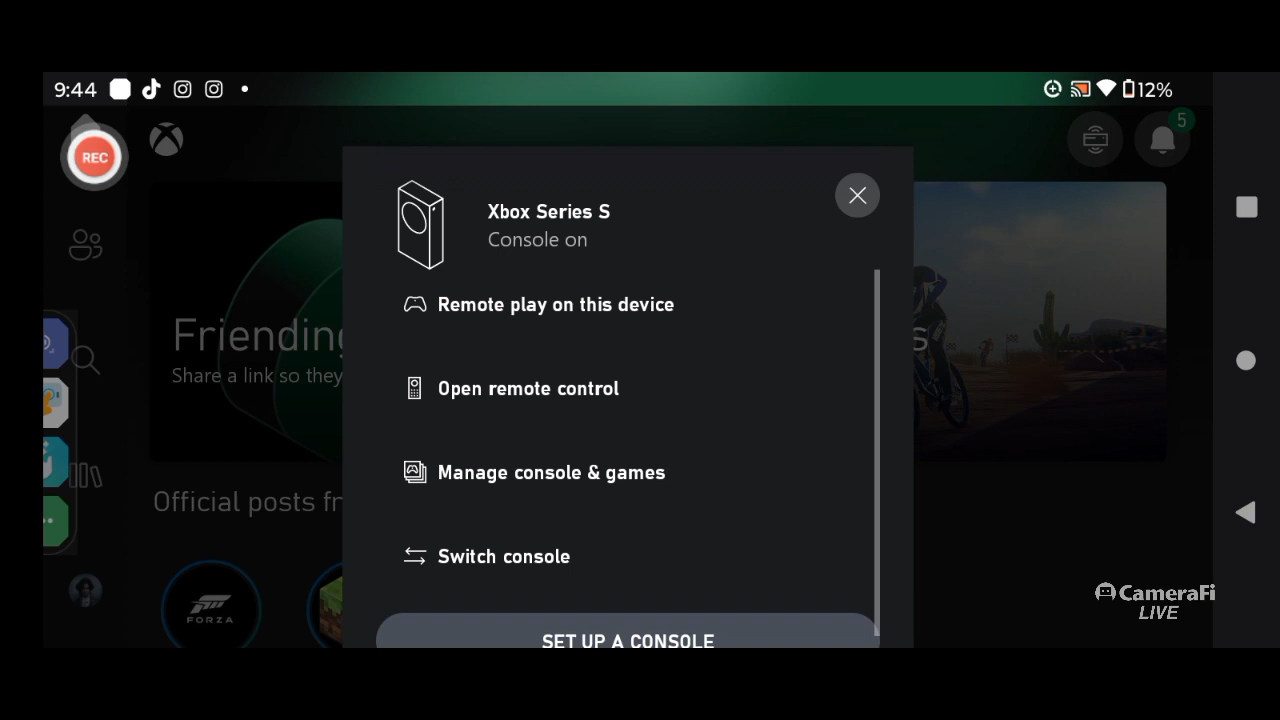 9:44
12%
REC
5
Xbox Series S
Console on
Remote play on this device
Friending
s
Share a link so they
Open remote control
Manage console & games
Official posts fr
Switch console
CameraFi
LIVE
FORZA
SET UP A CONSOLE